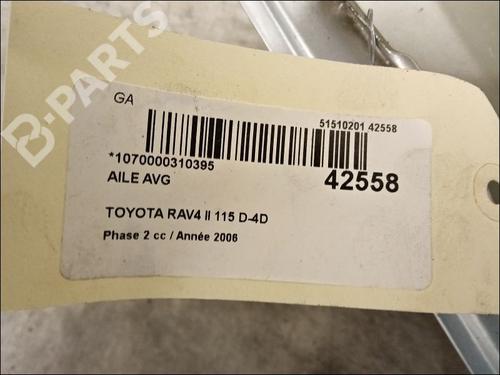 B-PARTS
GA
51510201 42558
*1070000310395
42558
AILE AVG
TOYOTA RAV4 II 115 D-4D
Phase 2 cc / Année 2006